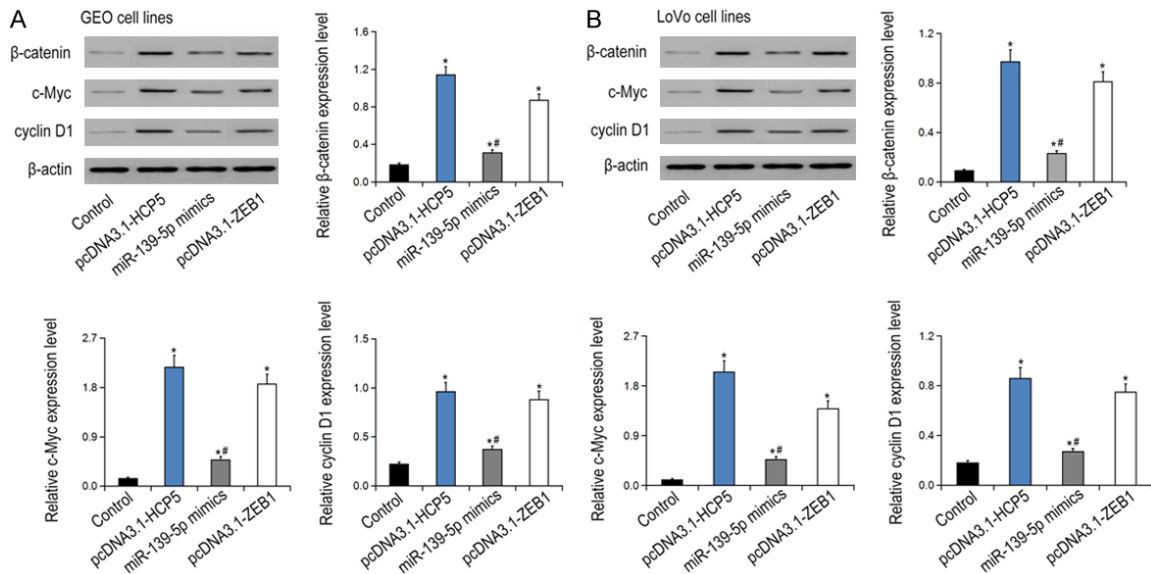 A
GEO cell lines
β-catenin
c-Myc
cyclin D1
β-actin
Control
pcDNA3.1-HCP5
miR-139-5p mimics
pcDNA3.1-ZEB1
Relative β-catenin expression level
1.6
1.2
0.8
0.4
0.0
*
*#
*
Control
pcDNA3.1-HCP5
miR-139-5p mimics
pcDNA3.1-ZEB1
B
LoVo cell lines
β-catenin
c-Myc
cyclin D1
β-actin
Control
pcDNA3.1-HCP5
miR-139-5p mimics
pcDNA3.1-ZEB1
Relative β-catenin expression level
1.2
0.9
0.6
0.3
0.0
*
*#
*
Control
pcDNA3.1-HCP5
miR-139-5p mimics
pcDNA3.1-ZEB1
Relative c-Myc expression level
2.7
1.8
0.9
0.0
*
*#
*
Control
pcDNA3.1-HCP5
miR-139-5p mimics
pcDNA3.1-ZEB1
Relative cyclin D1 expression level
1.5
1.0
0.5
0.0
*
*#
*
Control
pcDNA3.1-HCP5
miR-139-5p mimics
pcDNA3.1-ZEB1
Relative c-Myc expression level
2.7
1.8
0.9
0.0
*
*#
*
Control
pcDNA3.1-HCP5
miR-139-5p mimics
pcDNA3.1-ZEB1
Relative cyclin D1 expression level
1.2
0.8
0.4
0.0
*
*#
*
Control
pcDNA3.1-HCP5
miR-139-5p mimics
pcDNA3.1-ZEB1